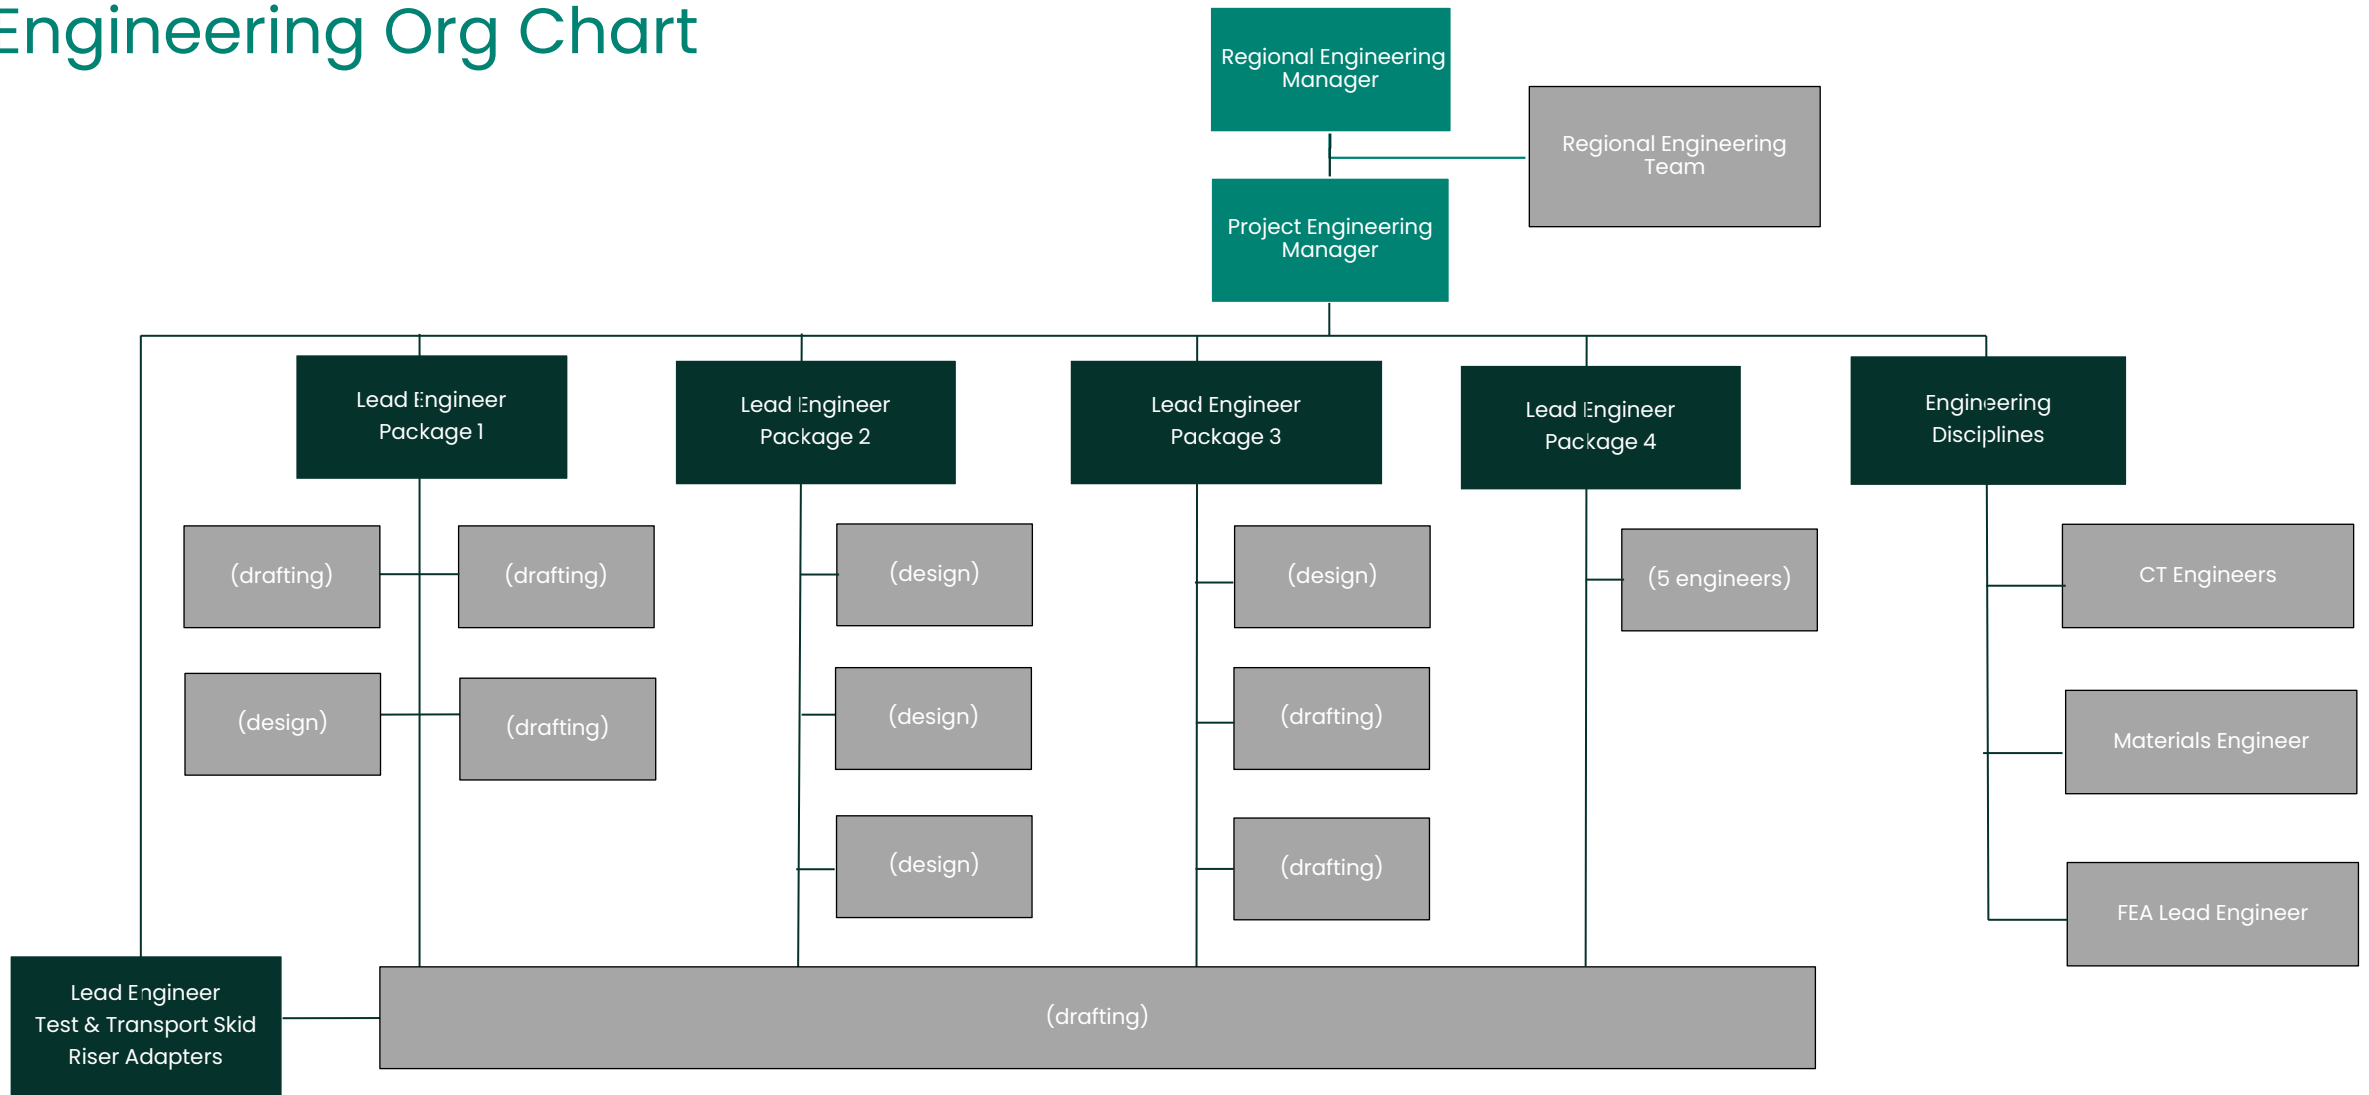 Engineering Org Chart
Regional Engineering
Manager
Regional Engineering
Team
Project Engineering
Manager
Lead Engineer
Package 1
Lead Engineer
Package 2
Lead Engineer
Package 3
Lead Engineer
Package 4
Engineering
Disciplines
(drafting)
(drafting)
(design)
(design)
(5 engineers)
CT Engineers
(design)
(drafting)
(design)
(drafting)
Materials Engineer
(design)
(drafting)
FEA Lead Engineer
Lead Engineer
Test & Transport Skid
Riser Adapters
(drafting)